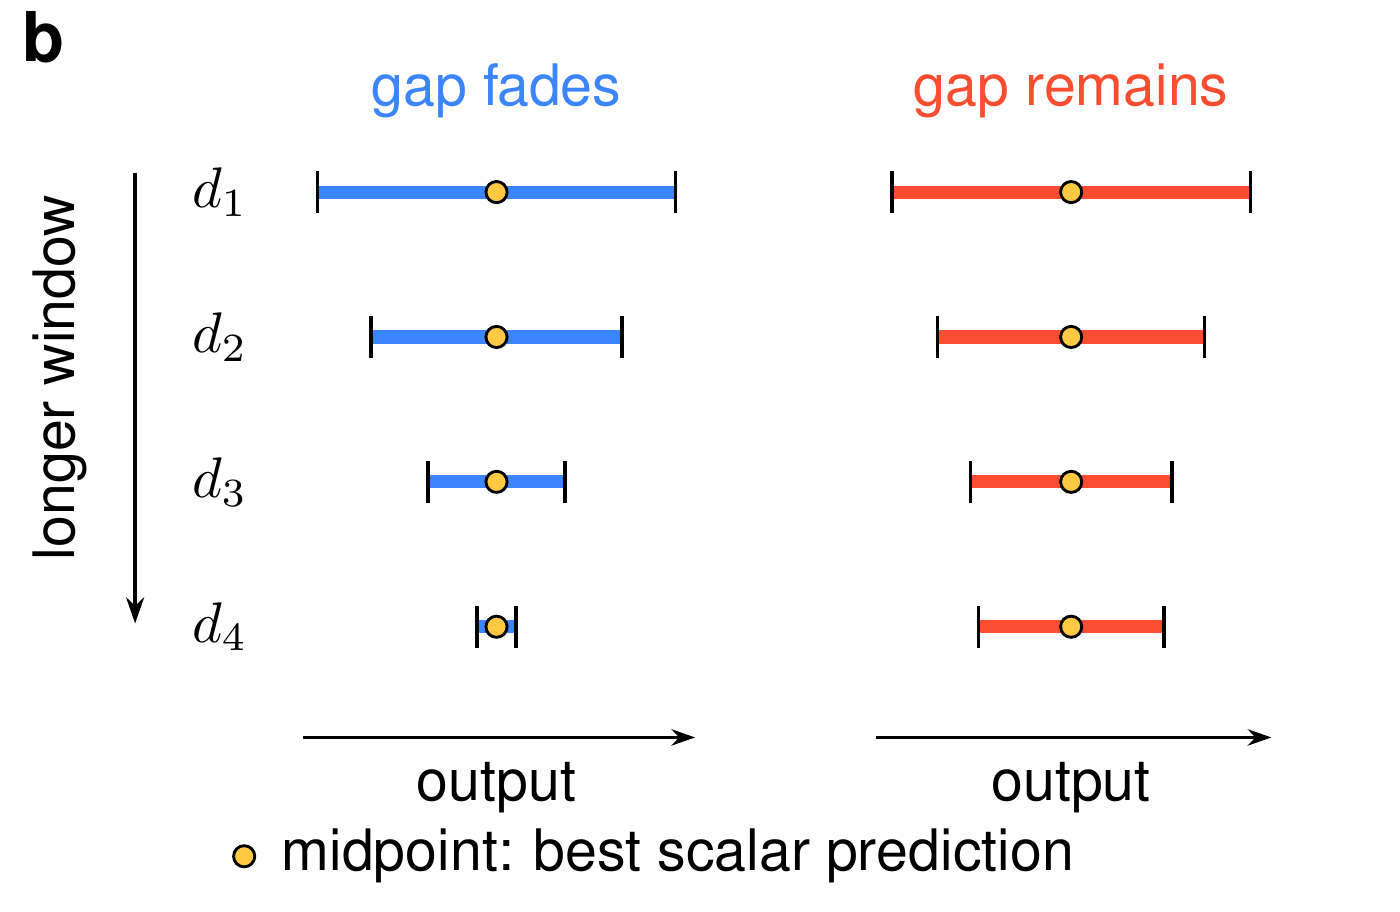 b
gap fades
gap remains
longer window
d₁
d₂
d₃
d₄
output
output
midpoint: best scalar prediction